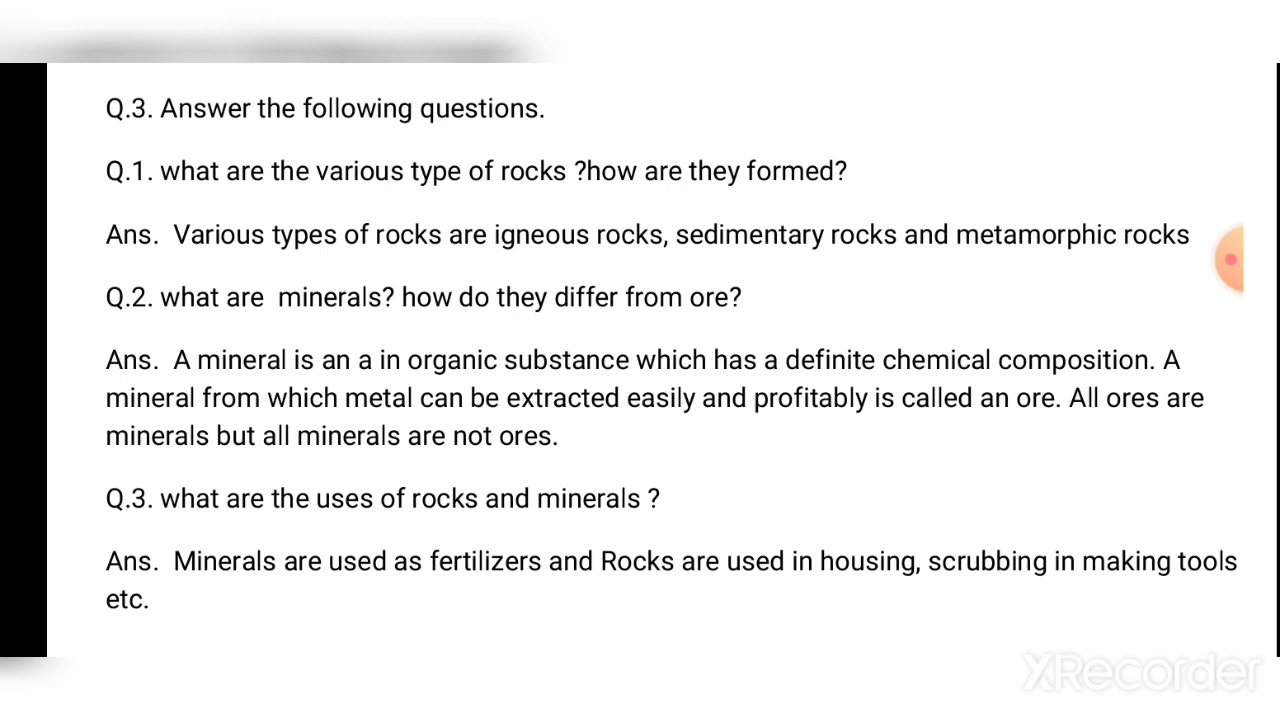 Q.3. Answer the following questions.
Q.1. what are the various type of rocks ?how are they formed?
Ans.  Various types of rocks are igneous rocks, sedimentary rocks and metamorphic rocks
Q.2. what are  minerals? how do they differ from ore?
Ans.  A mineral is an a in organic substance which has a definite chemical composition. A
mineral from which metal can be extracted easily and profitably is called an ore. All ores are
minerals but all minerals are not ores.
Q.3. what are the uses of rocks and minerals ?
Ans.  Minerals are used as fertilizers and Rocks are used in housing, scrubbing in making tools
etc.
XRecorder